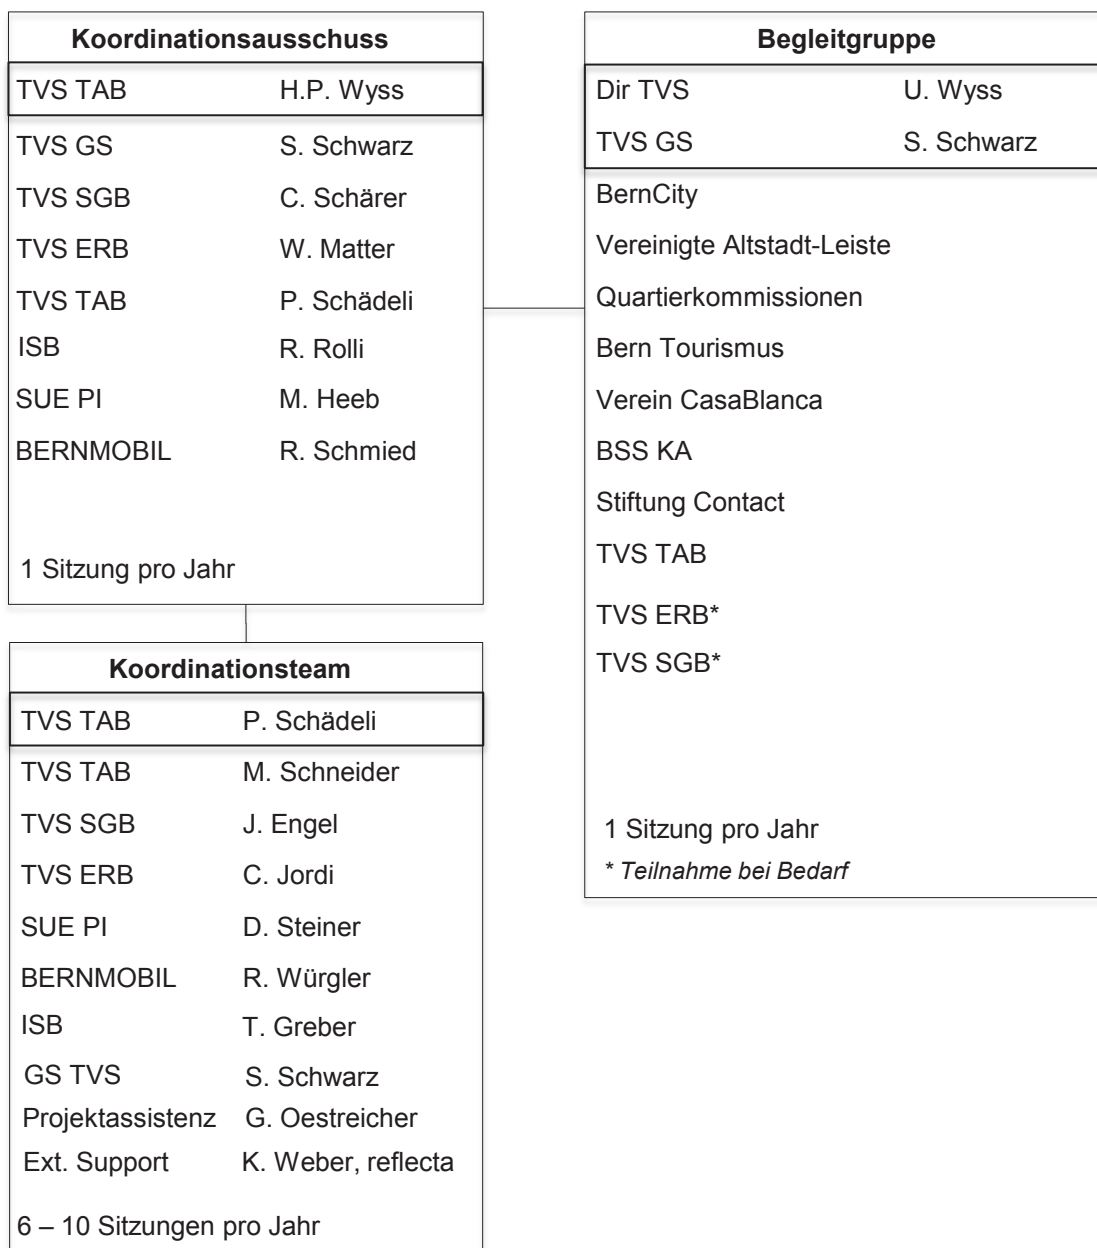 Koordinationsausschuss
TVS TAB H.P. Wyss
TVS GS S. Schwarz
TVS SGB C. Schärer
TVS ERB W. Matter
TVS TAB P. Schädeli
ISB R. Rolli
SUE PI M. Heeb
BERNMOBIL R. Schmied
1 Sitzung pro Jahr
Begleitgruppe
Dir TVS U. Wyss
TVS GS S. Schwarz
BernCity
Vereinigte Altstadt-Leiste
Quartierkommissionen
Bern Tourismus
Verein CasaBlanca
BSS KA
Stiftung Contact
TVS TAB
TVS ERB*
TVS SGB*
1 Sitzung pro Jahr
* Teilnahme bei Bedarf
Koordinationsteam
TVS TAB P. Schädeli
TVS TAB M. Schneider
TVS SGB J. Engel
TVS ERB C. Jordi
SUE PI D. Steiner
BERNMOBIL R. Würgler
ISB T. Greber
GS TVS S. Schwarz
Projektassistenz G. Oestreicher
Ext. Support K. Weber, reflecta
6 – 10 Sitzungen pro Jahr